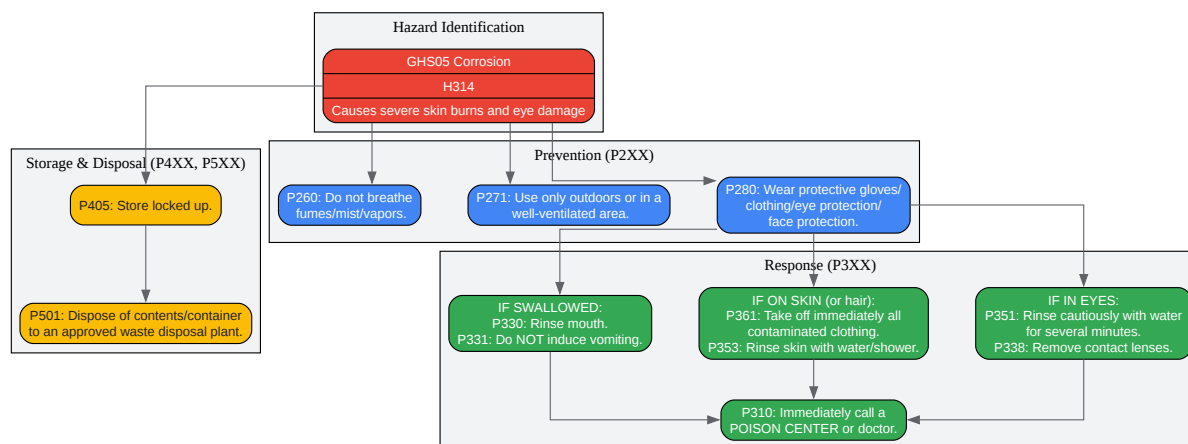 Hazard Identification
GHS05 Corrosion
H314
Causes severe skin burns and eye damage
Storage & Disposal (P4XX, P5XX)
P405: Store locked up.
P501: Dispose of contents/container
to an approved waste disposal plant.
Prevention (P2XX)
P260: Do not breathe
fumes/mist/vapors.
P271: Use only outdoors or in a
well-ventilated area.
P280: Wear protective gloves/
clothing/eye protection/
face protection.
Response (P3XX)
IF SWALLOWED:
P330: Rinse mouth.
P331: Do NOT induce vomiting.
IF ON SKIN (or hair):
P361: Take off immediately all
contaminated clothing.
P353: Rinse skin with water/shower.
IF IN EYES:
P351: Rinse cautiously with water
for several minutes.
P338: Remove contact lenses.
P310: Immediately call a
POISON CENTER or doctor.